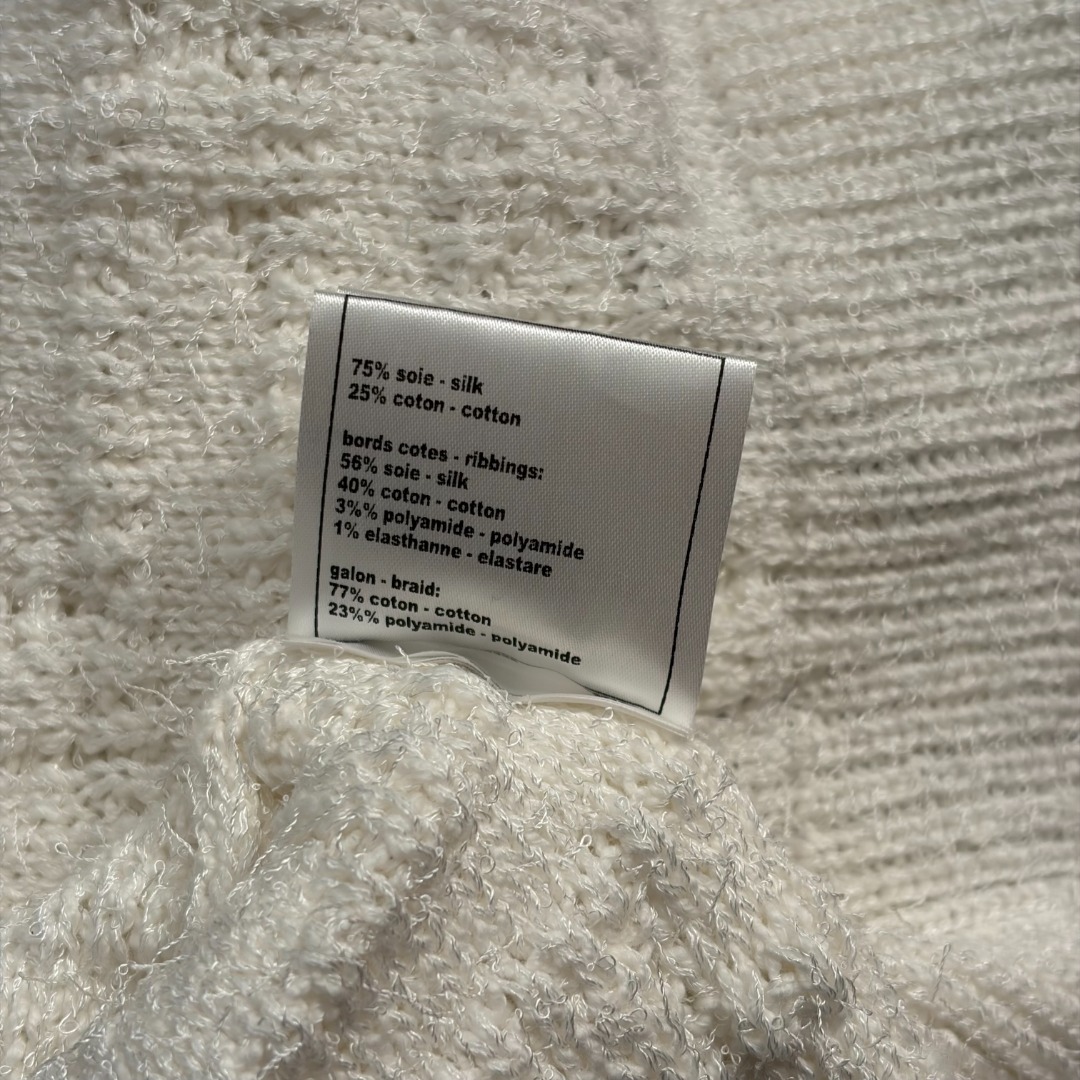 75% soie - silk
25% coton - cotton
bords cotes - ribbings:
56% soie - silk
40% coton - cotton
3%% polyamide - polyamide
1% elasthanne - elastare
galon - braid:
77% coton - cotton
23%% polyamide - polyamide